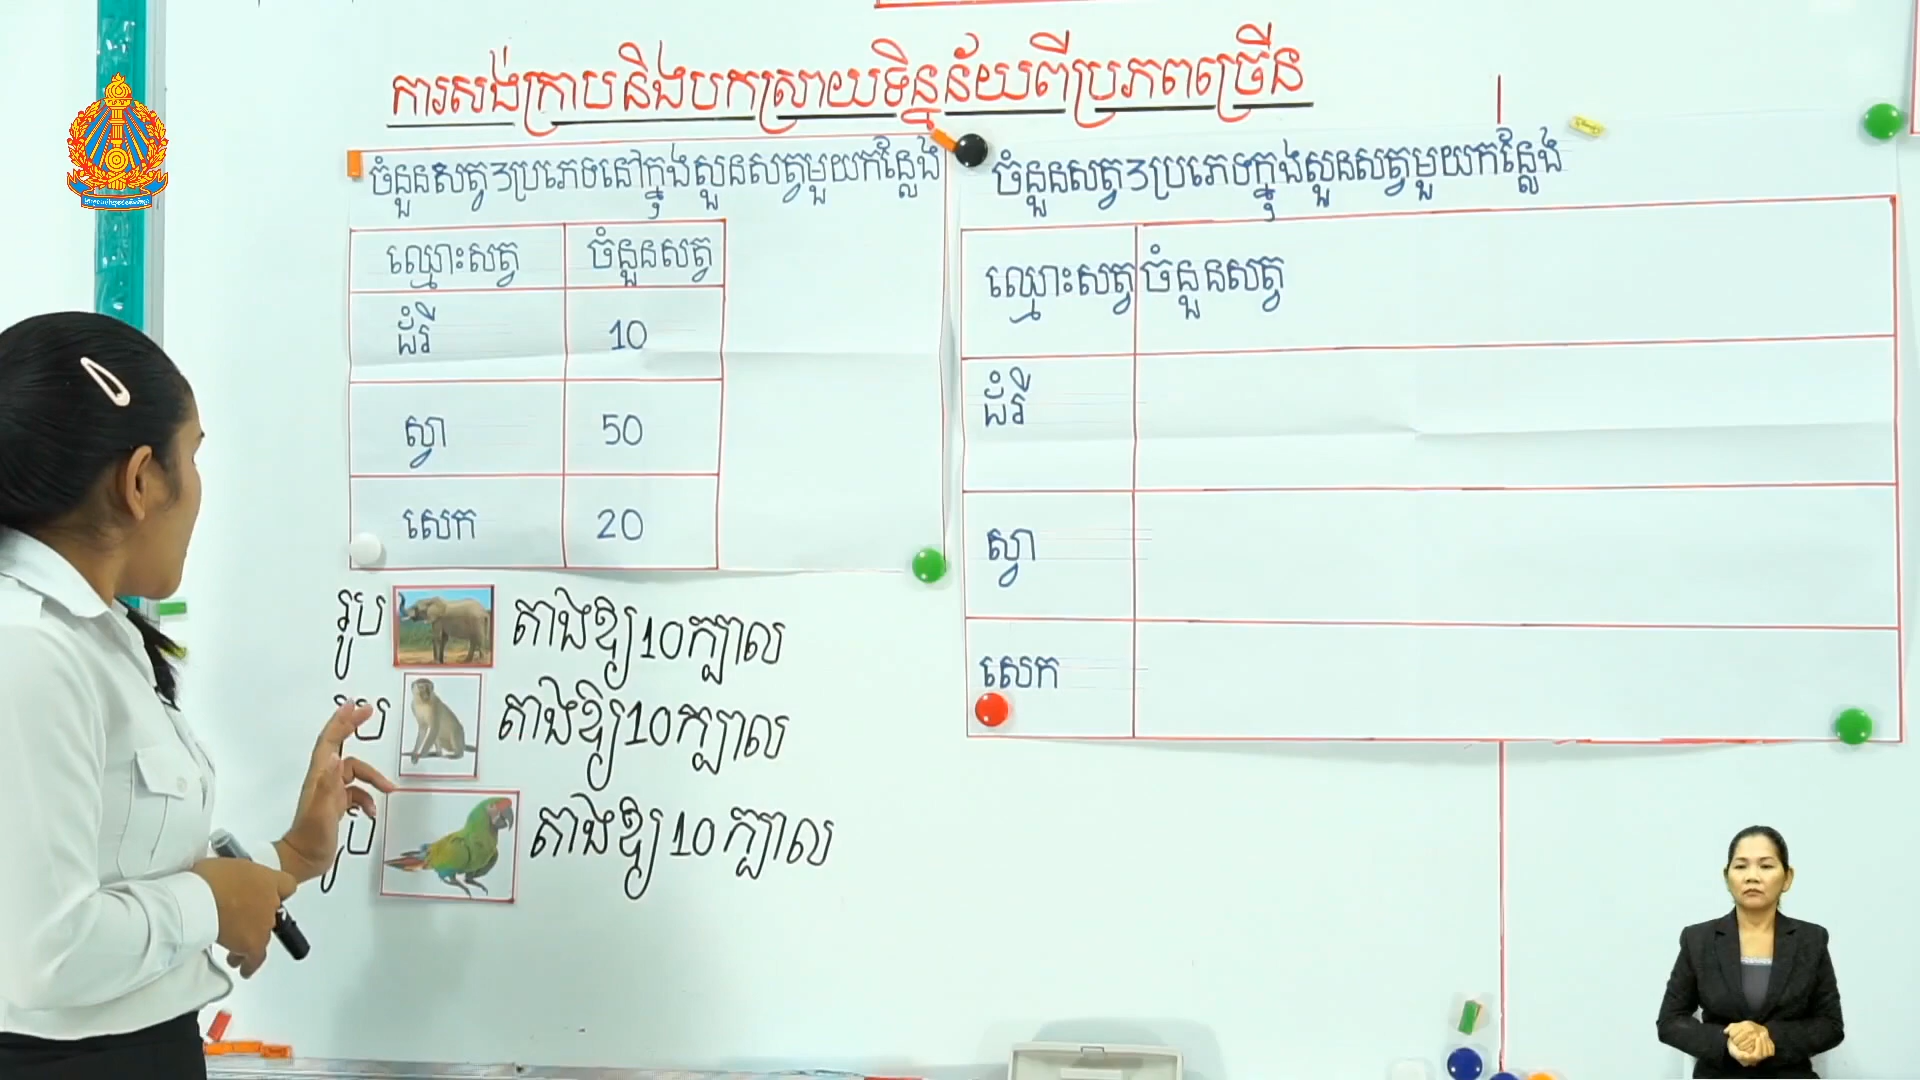 ការសង់ក្រាបនិងបកស្រាយទិន្នន័យពីប្រភពច្រើន
ចំនួនសត្វ3ប្រភេទនៅក្នុងសួនសត្វមួយកន្លែង
ឈ្មោះសត្វ ចំនួនសត្វ
ដំរី 10
ស្វា 50
សេក 20
រូប តាងឱ្យ10ក្បាល
រូប តាងឱ្យ10ក្បាល
រូប តាងឱ្យ10ក្បាល
ចំនួនសត្វ3ប្រភេទក្នុងសួនសត្វមួយកន្លែង
ឈ្មោះសត្វ ចំនួនសត្វ
ដំរី
ស្វា
សេក